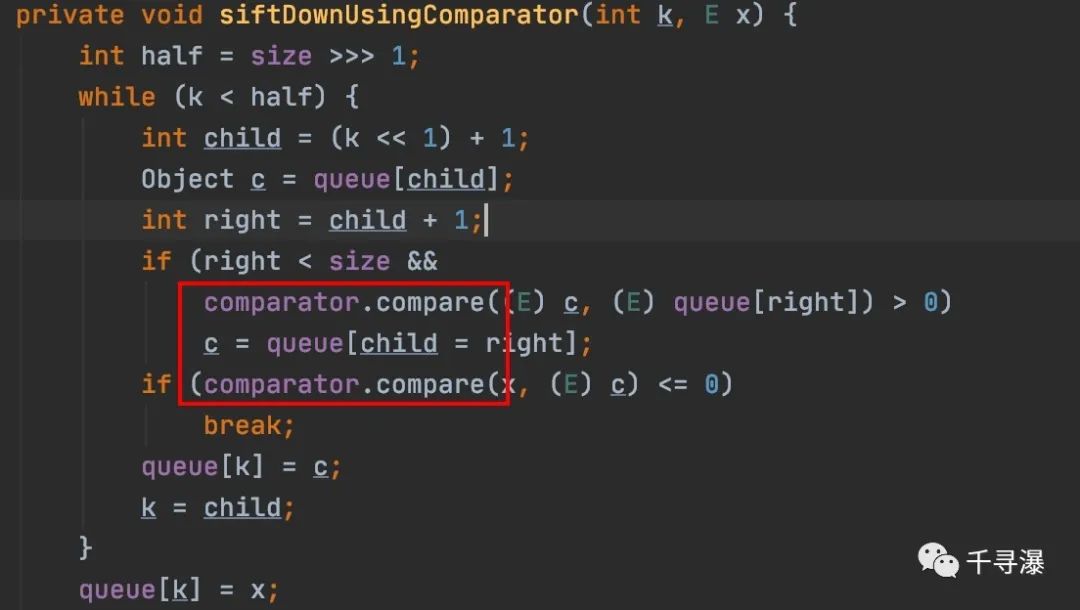 private void siftDownUsingComparator(int k, E x) {
    int half = size >>> 1;
    while (k < half) {
        int child = (k << 1) + 1;
        Object c = queue[child];
        int right = child + 1;
        if (right < size &&
            comparator.compare((E) c, (E) queue[right]) > 0)
            c = queue[child = right];
        if (comparator.compare(x, (E) c) <= 0)
            break;
        queue[k] = c;
        k = child;
    }
    queue[k] = x;
千寻瀑